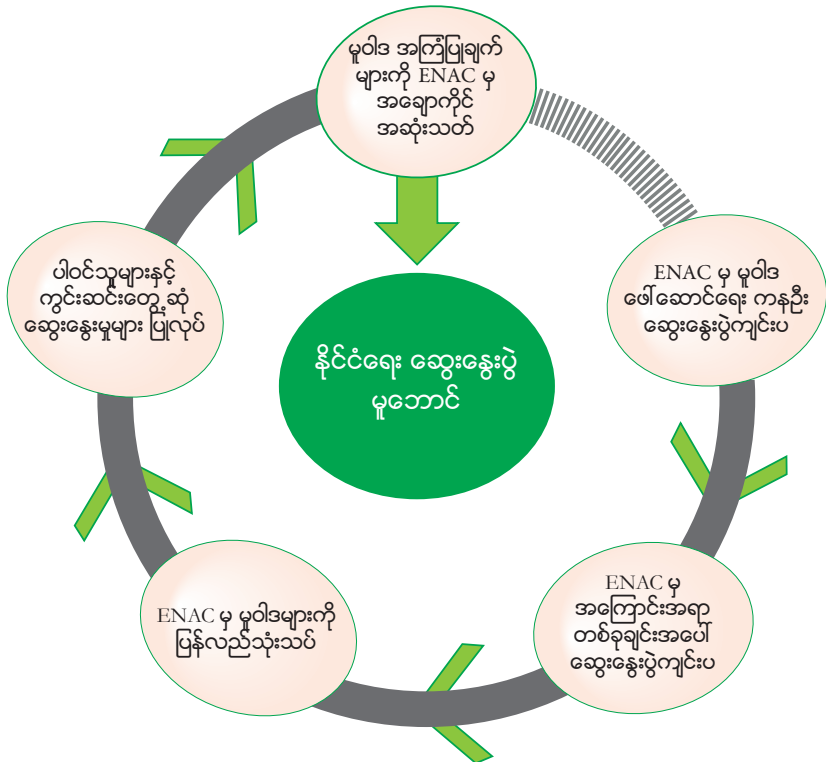 မူဝါဒ အကြံပြုချက်
များကို ENAC မှ
အချောကိုင်
အဆုံးသတ်
ENAC မှ မူဝါဒ
ဖေါ်ဆောင်ရေး ကနဦး
ဆွေးနွေးပွဲကျင်းပ
ENAC မှ
အကြောင်းအရာ
တစ်ခုချင်းအပေါ်
ဆွေးနွေးပွဲကျင်းပ
ENAC မှ မူဝါဒများကို
ပြန်လည်သုံးသပ်
ပါဝင်သူများနှင့်
ကွင်းဆင်းတွေ့ဆုံ
ဆွေးနွေးမှုများ ပြုလုပ်
နိုင်ငံရေး ဆွေးနွေးပွဲ
မူဘောင်